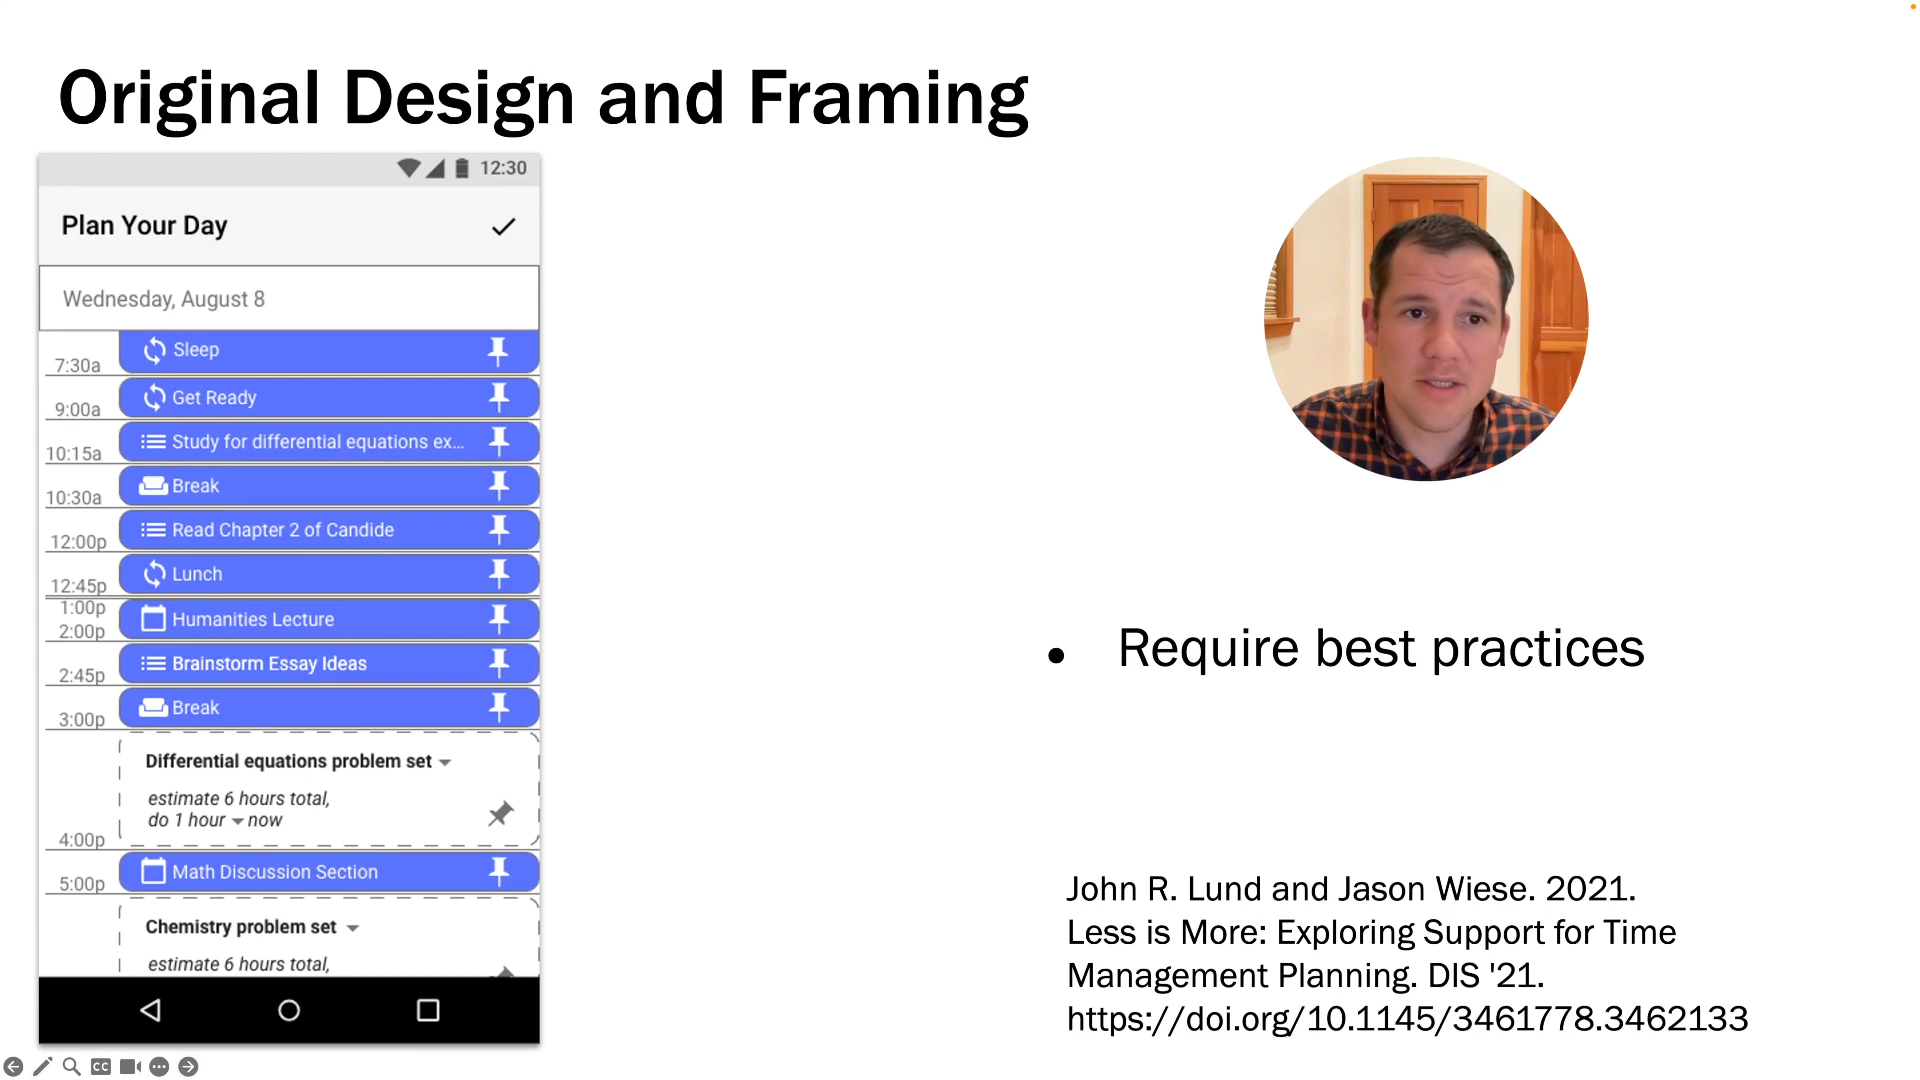 Original Design and Framing
12:30
Plan Your Day
Wednesday, August 8
Sleep
7:30a
Get Ready
9:00a
Study for differential equations ex...
10:15a
Break
10:30a
Read Chapter 2 of Candide
12:00p
Lunch
12:45p
1:00p
Humanities Lecture
2:00p
Brainstorm Essay Ideas
2:45p
Break
3:00p
Differential equations problem set
estimate 6 hours total,
do 1 hour now
4:00p
Math Discussion Section
5:00p
Chemistry problem set
estimate 6 hours total,
• Require best practices
John R. Lund and Jason Wiese. 2021.
Less is More: Exploring Support for Time
Management Planning. DIS '21.
https://doi.org/10.1145/3461778.3462133
CC